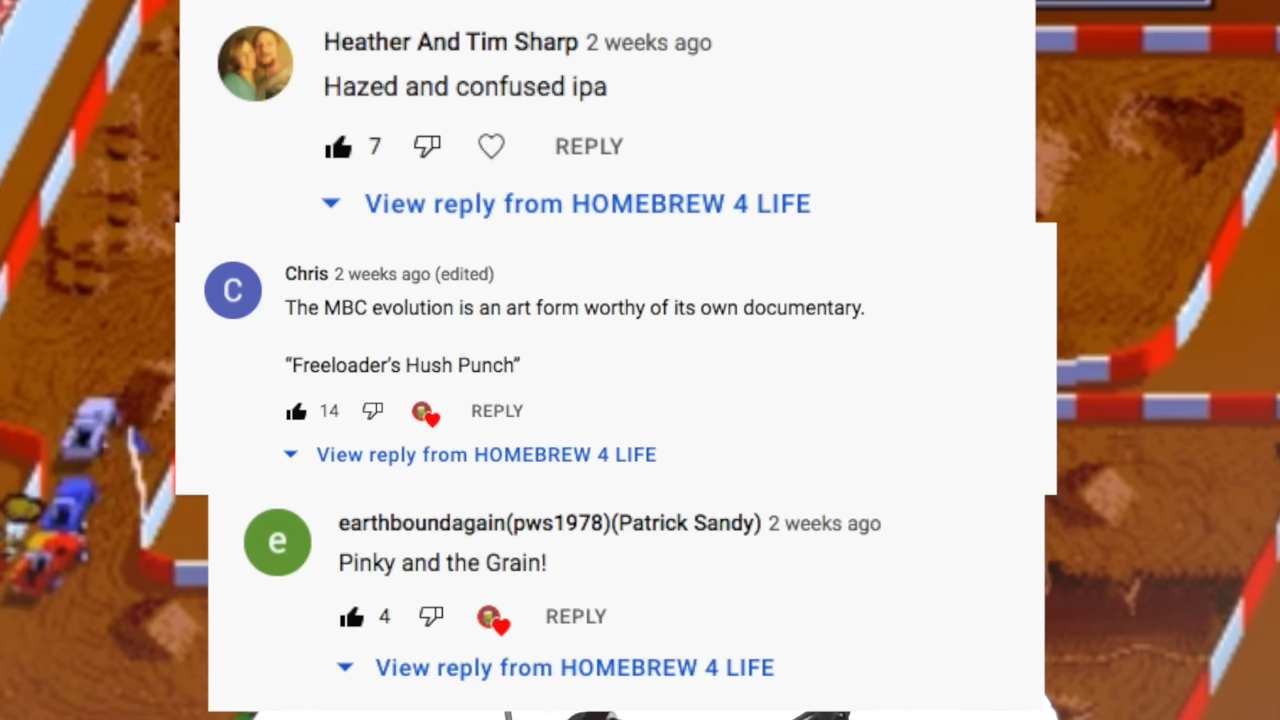 Heather And Tim Sharp 2 weeks ago
Hazed and confused ipa
7 REPLY
View reply from HOMEBREW 4 LIFE
C
Chris 2 weeks ago (edited)
The MBC evolution is an art form worthy of its own documentary.
“Freeloader’s Hush Punch”
14 REPLY
View reply from HOMEBREW 4 LIFE
e
earthboundagain(pws1978)(Patrick Sandy) 2 weeks ago
Pinky and the Grain!
4 REPLY
View reply from HOMEBREW 4 LIFE